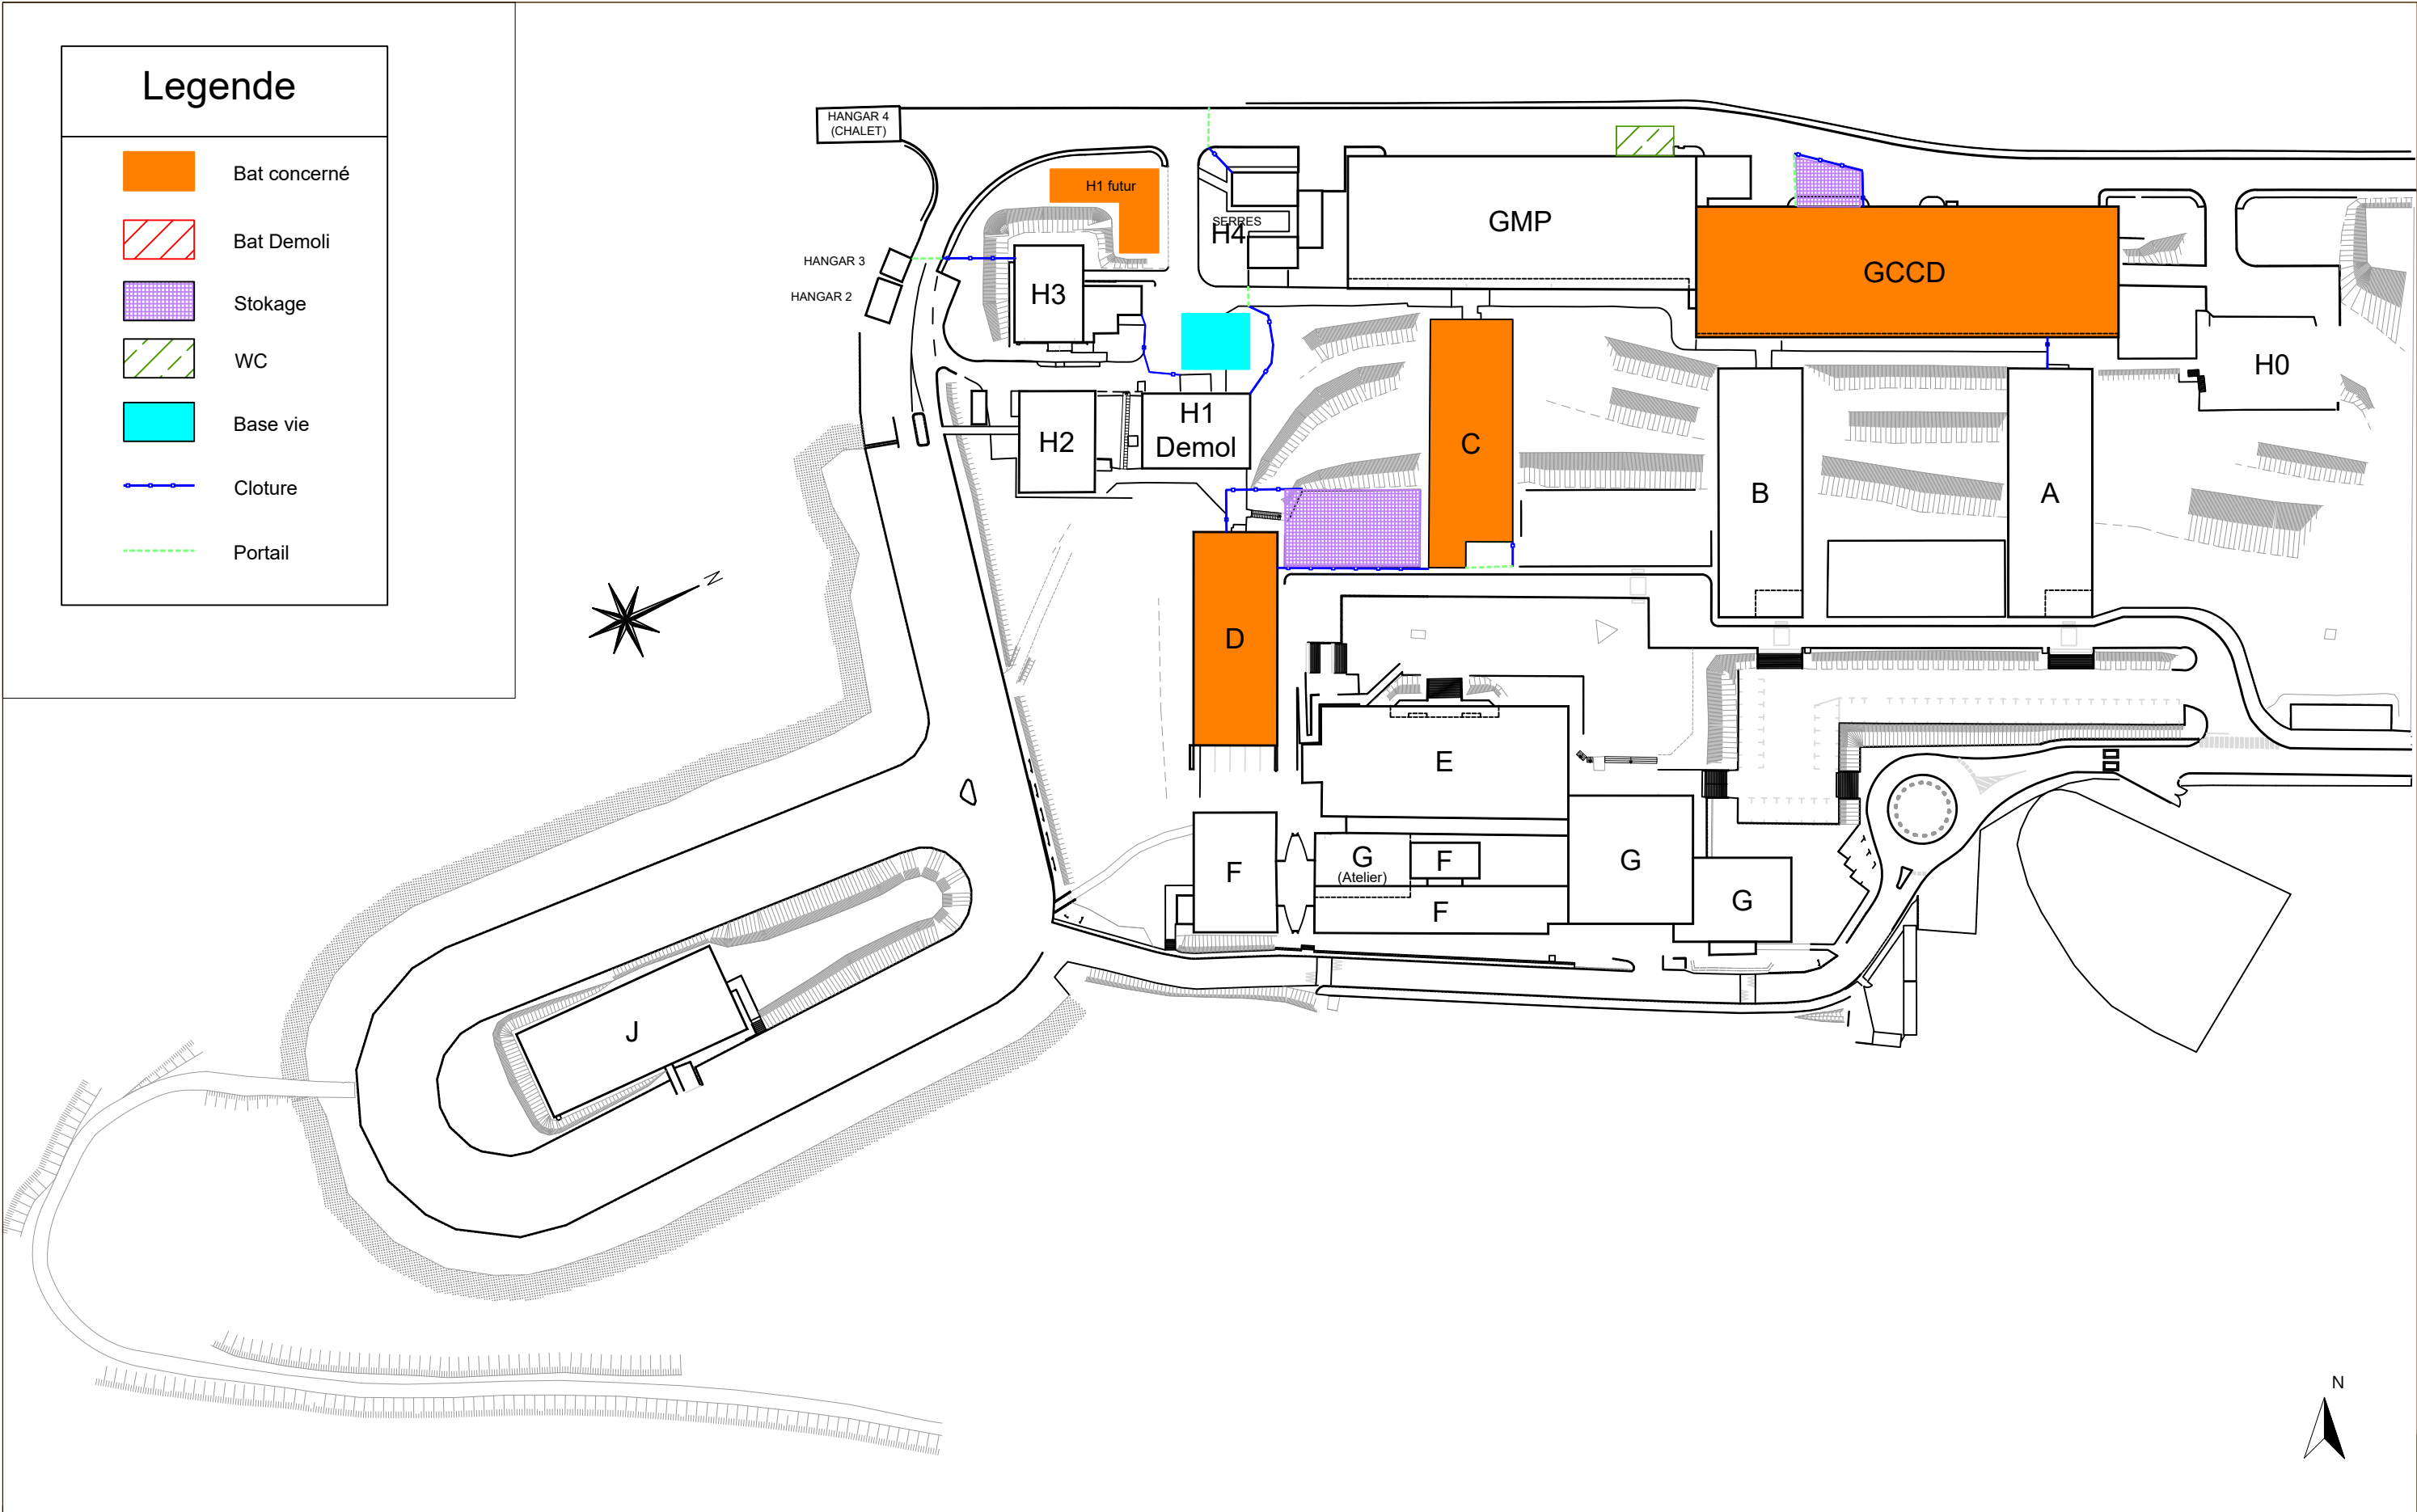 Legende
Bat concerné
Bat Demoli
Stokage
WC
Base vie
Cloture
Portail
HANGAR 4
(CHALET)
H1 futur
SERRES
H4
GMP
GCCD
HANGAR 3
HANGAR 2
H3
H0
H2
H1
Demol
C
B
A
N
D
E
F
G
(Atelier)
F
G
F
G
J
N